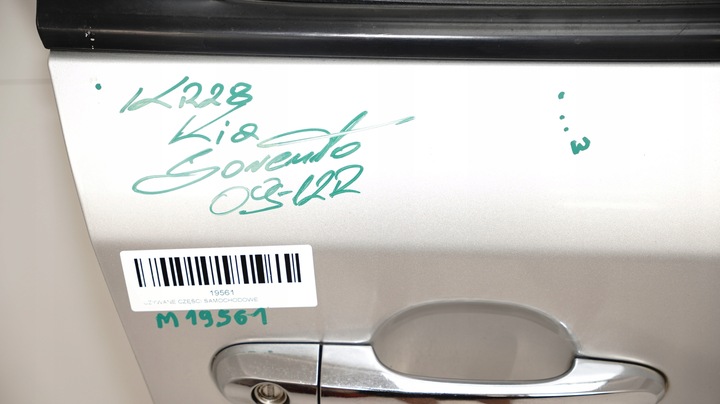 KR28
Kia
Sorento
09-12R
W
19561
UŻYWANE CZĘŚCI SAMOCHODOWE
M19561